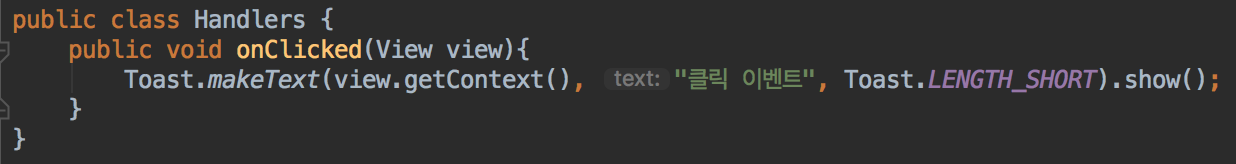 public class Handlers {
    public void onClicked(View view){
        Toast.makeText(view.getContext(), text: "클릭 이벤트", Toast.LENGTH_SHORT).show();
    }
}